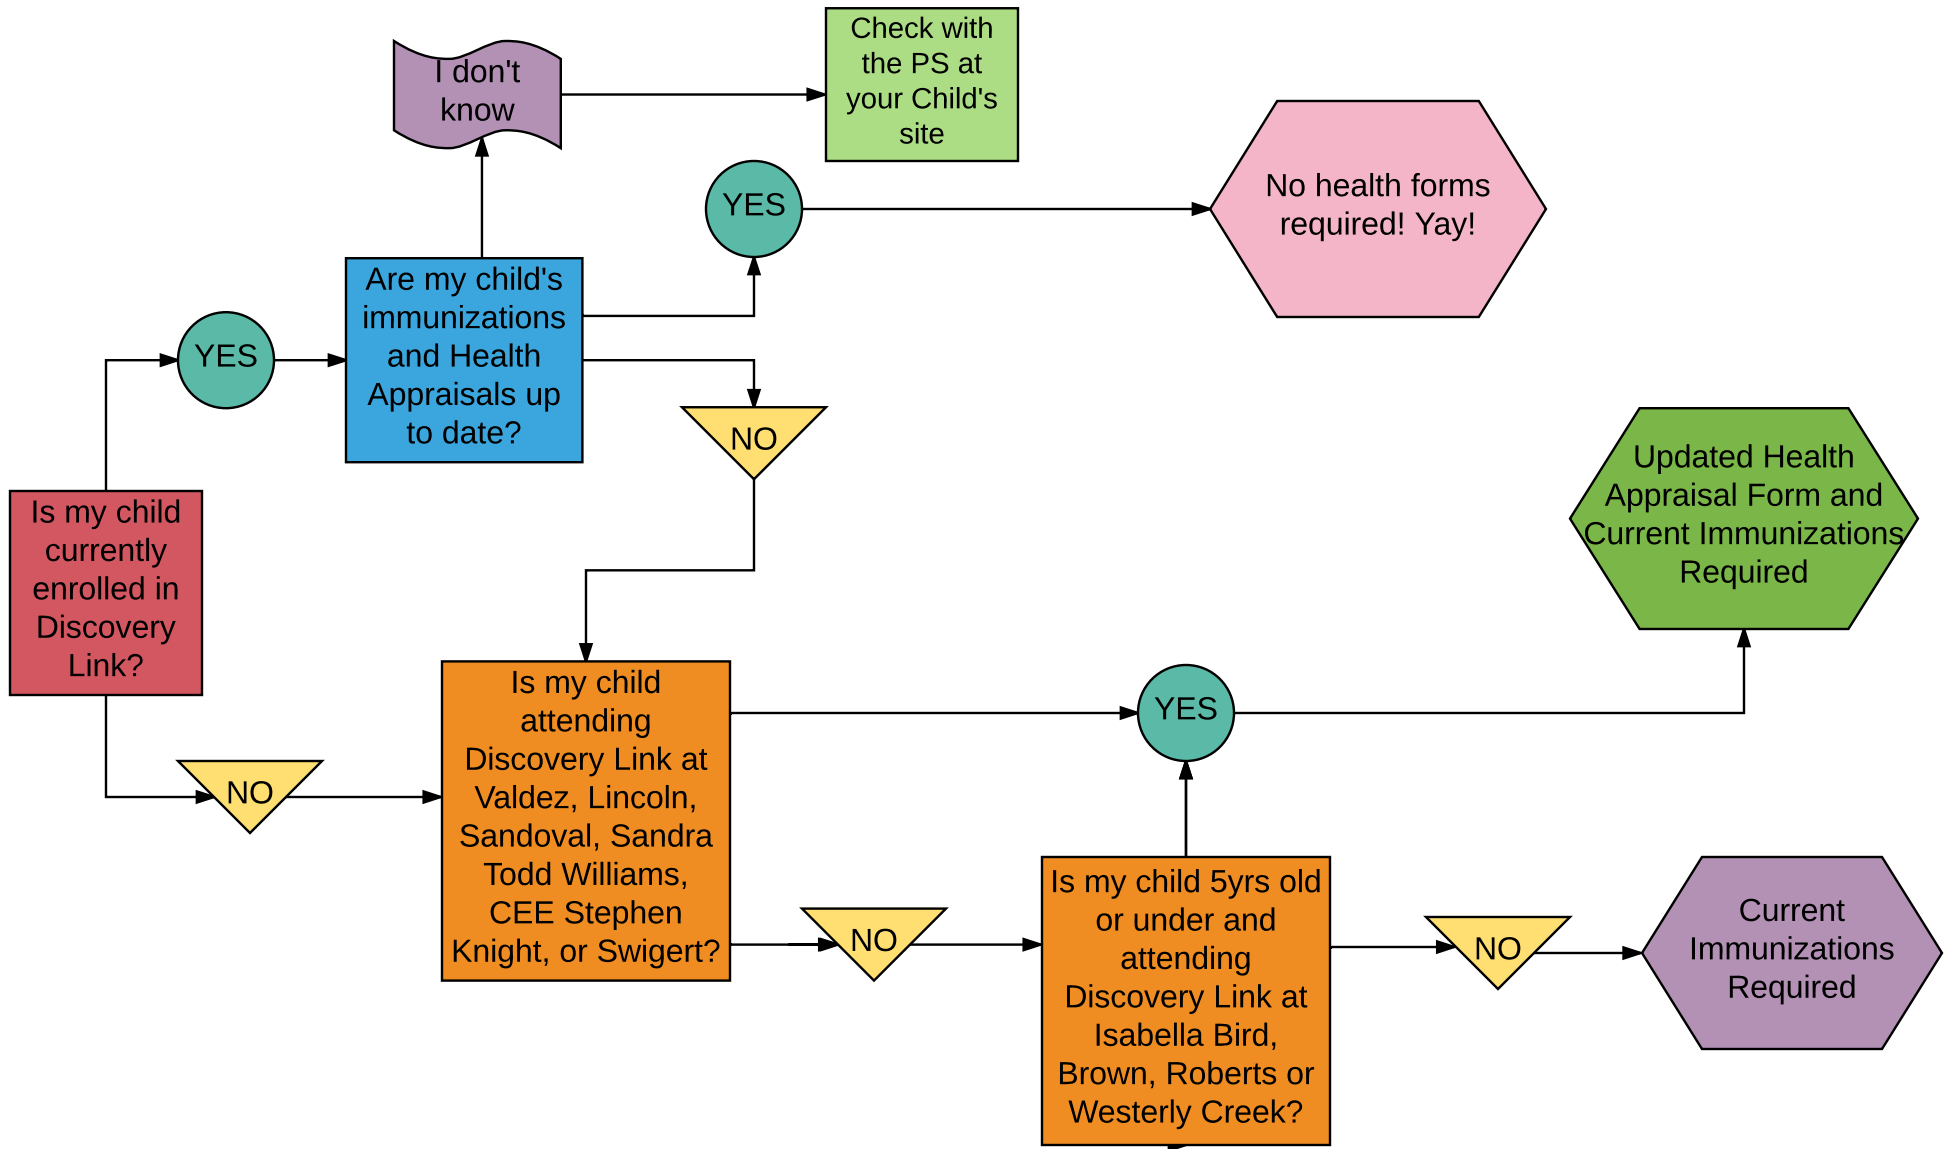 I don't
know
Check with
the PS at
your Child's
site
YES
No health forms
required! Yay!
Are my child's
immunizations
and Health
Appraisals up
to date?
YES
NO
Is my child
currently
enrolled in
Discovery
Link?
Updated Health
Appraisal Form and
Current Immunizations
Required
NO
Is my child
attending
Discovery Link at
Valdez, Lincoln,
Sandoval, Sandra
Todd Williams,
CEE Stephen
Knight, or Swigert?
YES
NO
Is my child 5yrs old
or under and
attending
Discovery Link at
Isabella Bird,
Brown, Roberts or
Westerly Creek?
NO
Current
Immunizations
Required